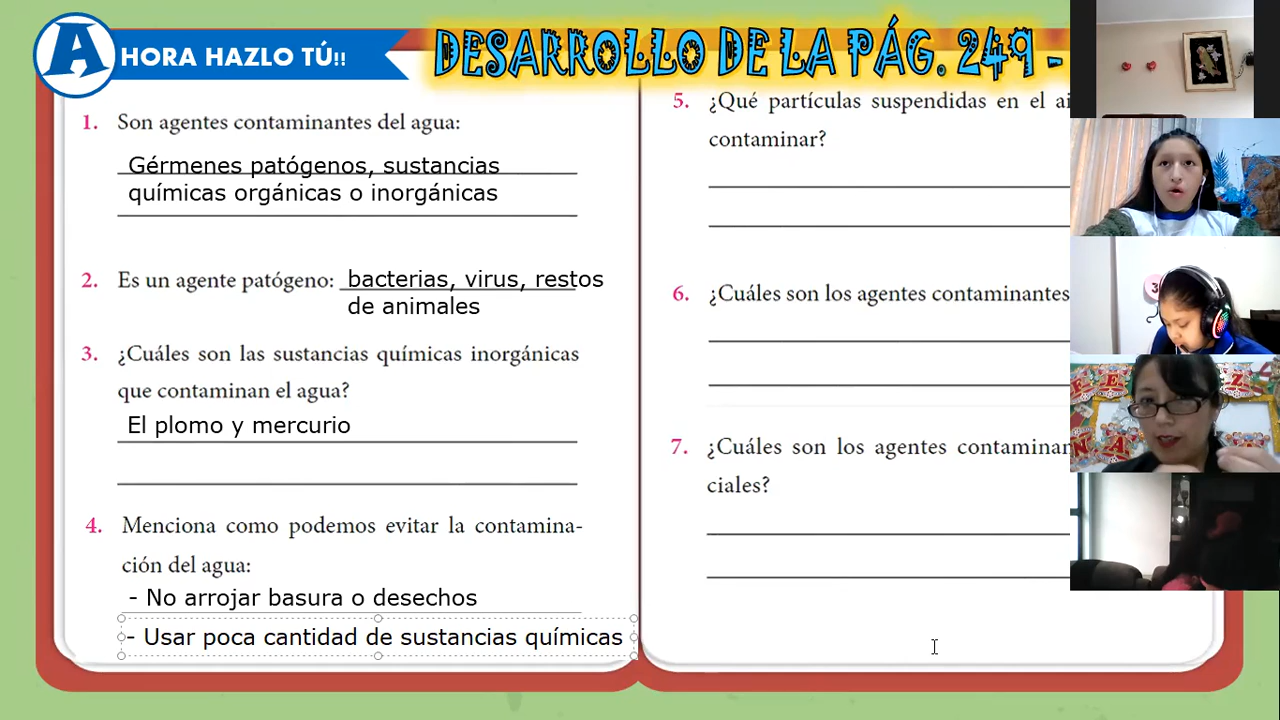 AHORA HAZLO TÚ!!
DESARROLLO DE LA PÁG. 249 -
1. Son agentes contaminantes del agua:
Gérmenes patógenos, sustancias
químicas orgánicas o inorgánicas
2. Es un agente patógeno: bacterias, virus, restos
de animales
3. ¿Cuáles son las sustancias químicas inorgánicas
que contaminan el agua?
El plomo y mercurio
4. Menciona como podemos evitar la contamina-
ción del agua:
- No arrojar basura o desechos
- Usar poca cantidad de sustancias químicas
5. ¿Qué partículas suspendidas en el
contaminar?
6. ¿Cuáles son los agentes contaminantes
7. ¿Cuáles son los agentes
ciales?